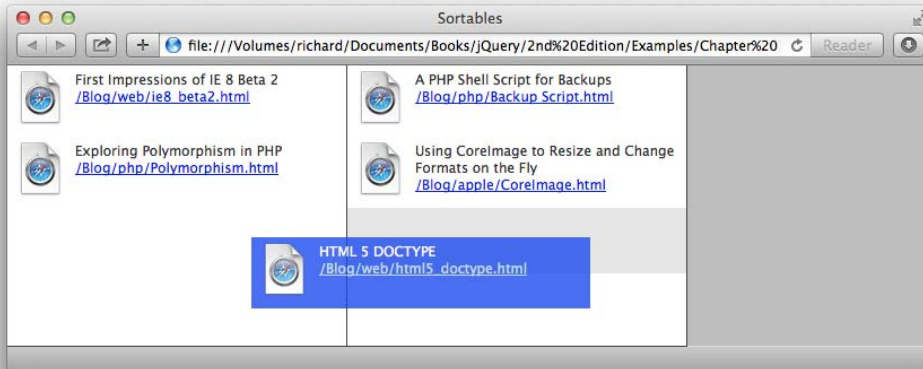 Sortables
file:///Volumes/richard/Documents/Books/jQuery/2nd%20Edition/Examples/Chapter%20
Reader
First Impressions of IE 8 Beta 2
/Blog/web/ie8_beta2.html
Exploring Polymorphism in PHP
/Blog/php/Polymorphism.html
A PHP Shell Script for Backups
/Blog/php/Backup Script.html
Using CoreImage to Resize and Change
Formats on the Fly
/Blog/apple/CoreImage.html
HTML 5 DOCTYPE
/Blog/web/html5_doctype.html